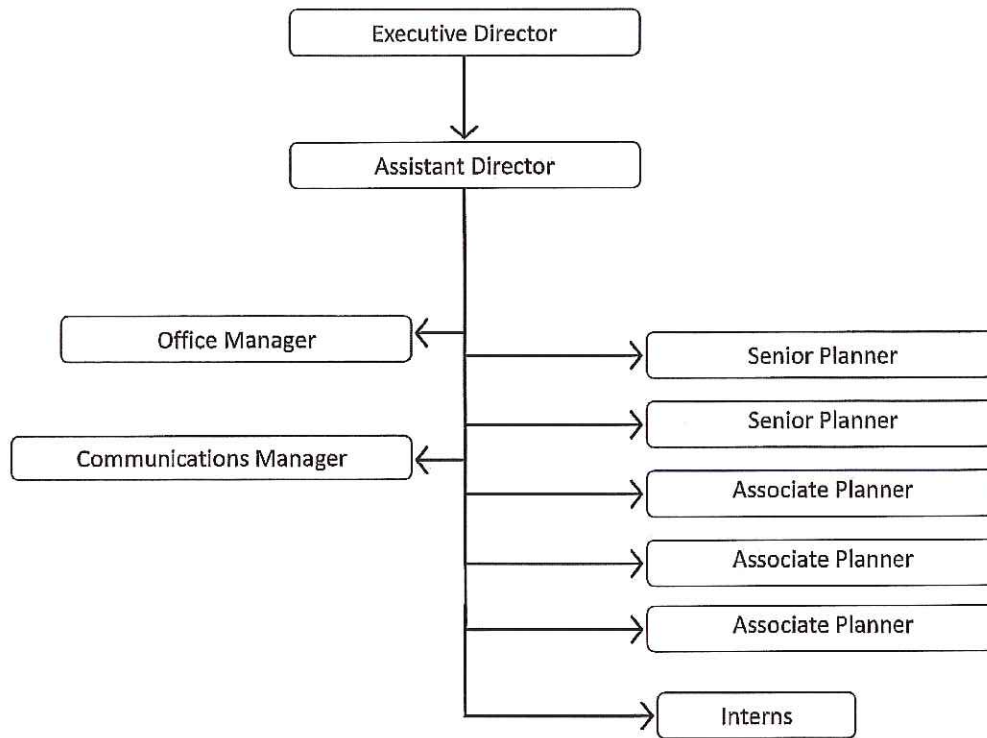 Executive Director
Assistant Director
Office Manager
Senior Planner
Senior Planner
Communications Manager
Associate Planner
Associate Planner
Associate Planner
Interns